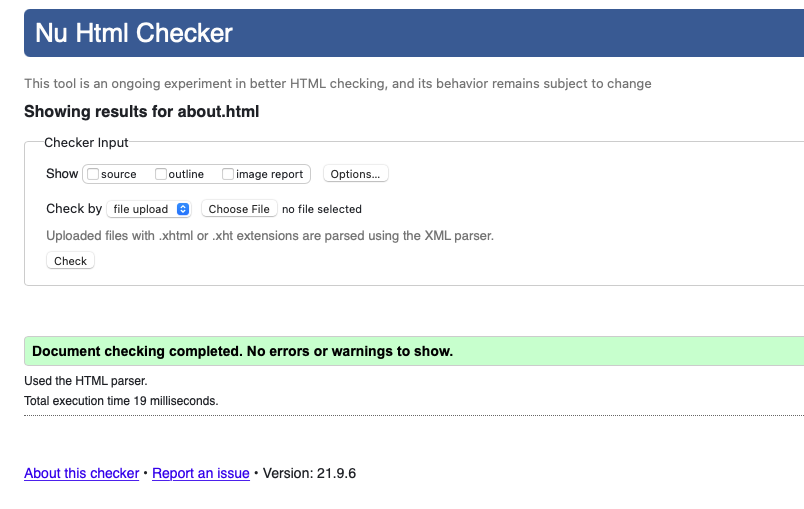 Nu Html Checker
This tool is an ongoing experiment in better HTML checking, and its behavior remains subject to change
Showing results for about.html
Checker Input
Show source outline image report Options...
Check by file upload Choose File no file selected
Uploaded files with .xhtml or .xht extensions are parsed using the XML parser.
Check
Document checking completed. No errors or warnings to show.
Used the HTML parser.
Total execution time 19 milliseconds.
About this checker • Report an issue • Version: 21.9.6